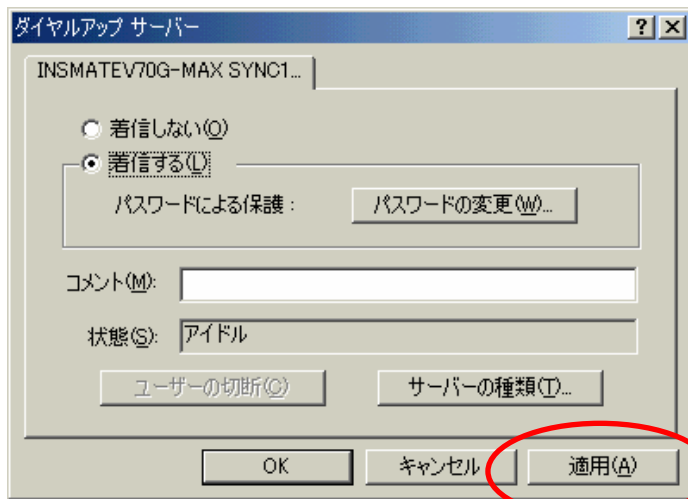 ダイヤルアップ サーバー
INSMATEV70G-MAX SYNC1...
着信しない(O)
着信する(L)
パスワードによる保護 : パスワードの変更(W)...
コメント(M):
状態(S): アイドル
ユーザーの切断(C) サーバーの種類(T)...
OK キャンセル 適用(A)